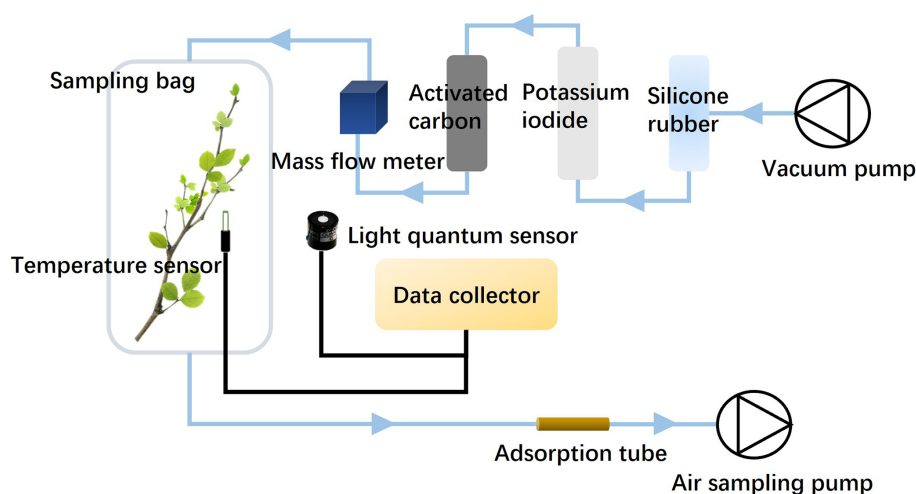 Sampling bag
Activated
carbon
Potassium
iodide
Silicone
rubber
Mass flow meter
Vacuum pump
Temperature sensor
Light quantum sensor
Data collector
Adsorption tube
Air sampling pump